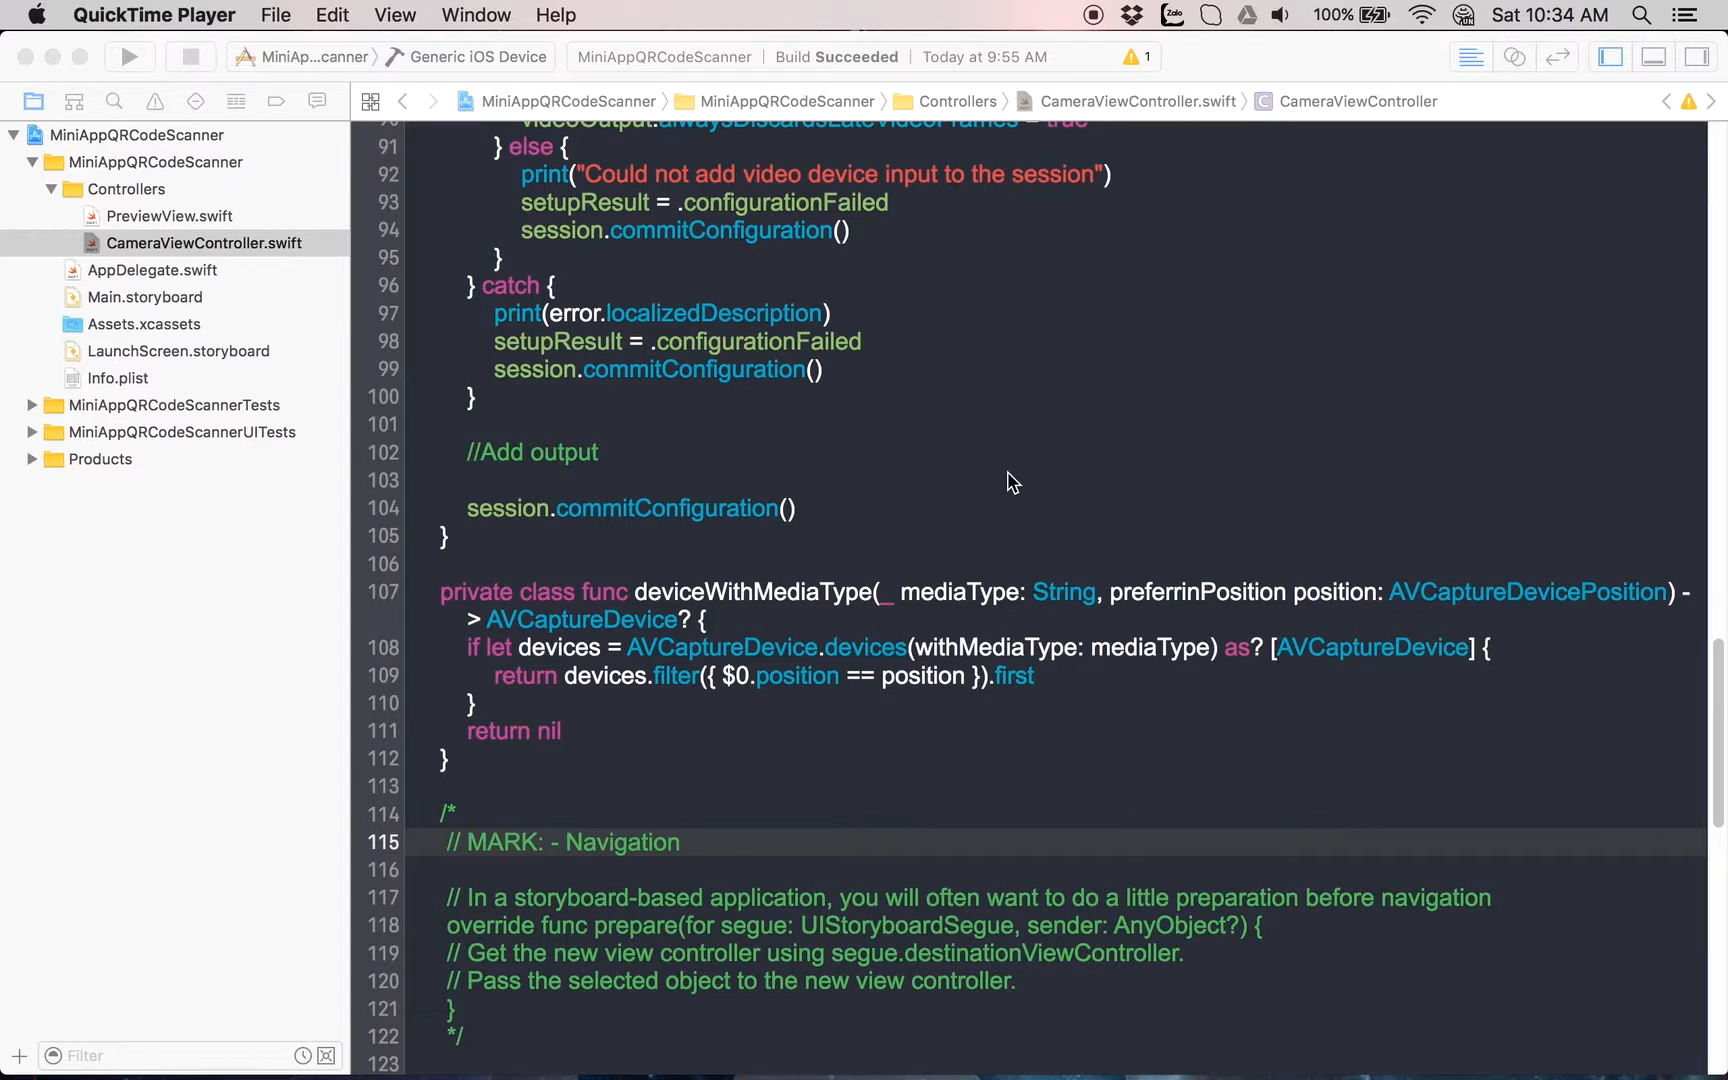 QuickTime Player File Edit View Window Help Zalo 100% Sat 10:34 AM
MiniAp...canner Generic iOS Device MiniAppQRCodeScanner Build Succeeded Today at 9:55 AM 1
MiniAppQRCodeScanner MiniAppQRCodeScanner Controllers CameraViewController.swift CameraViewController
MiniAppQRCodeScanner
MiniAppQRCodeScanner
Controllers
PreviewView.swift
CameraViewController.swift
AppDelegate.swift
Main.storyboard
Assets.xcassets
LaunchScreen.storyboard
Info.plist
MiniAppQRCodeScannerTests
MiniAppQRCodeScannerUITests
Products
Filter
90 videoOutput.alwaysDiscardsLateVideoFrames = true
91 } else {
92 print("Could not add video device input to the session")
93 setupResult = .configurationFailed
94 session.commitConfiguration()
95 }
96 } catch {
97 print(error.localizedDescription)
98 setupResult = .configurationFailed
99 session.commitConfiguration()
100 }
101
102 //Add output
103
104 session.commitConfiguration()
105 }
106
107 private class func deviceWithMediaType(_ mediaType: String, preferrinPosition position: AVCaptureDevicePosition) -
> AVCaptureDevice? {
108 if let devices = AVCaptureDevice.devices(withMediaType: mediaType) as? [AVCaptureDevice] {
109 return devices.filter({ $0.position == position }).first
110 }
111 return nil
112 }
113
114 /*
115 // MARK: - Navigation
116
117 // In a storyboard-based application, you will often want to do a little preparation before navigation
118 override func prepare(for segue: UIStoryboardSegue, sender: AnyObject?) {
119 // Get the new view controller using segue.destinationViewController.
120 // Pass the selected object to the new view controller.
121 }
122 */
123